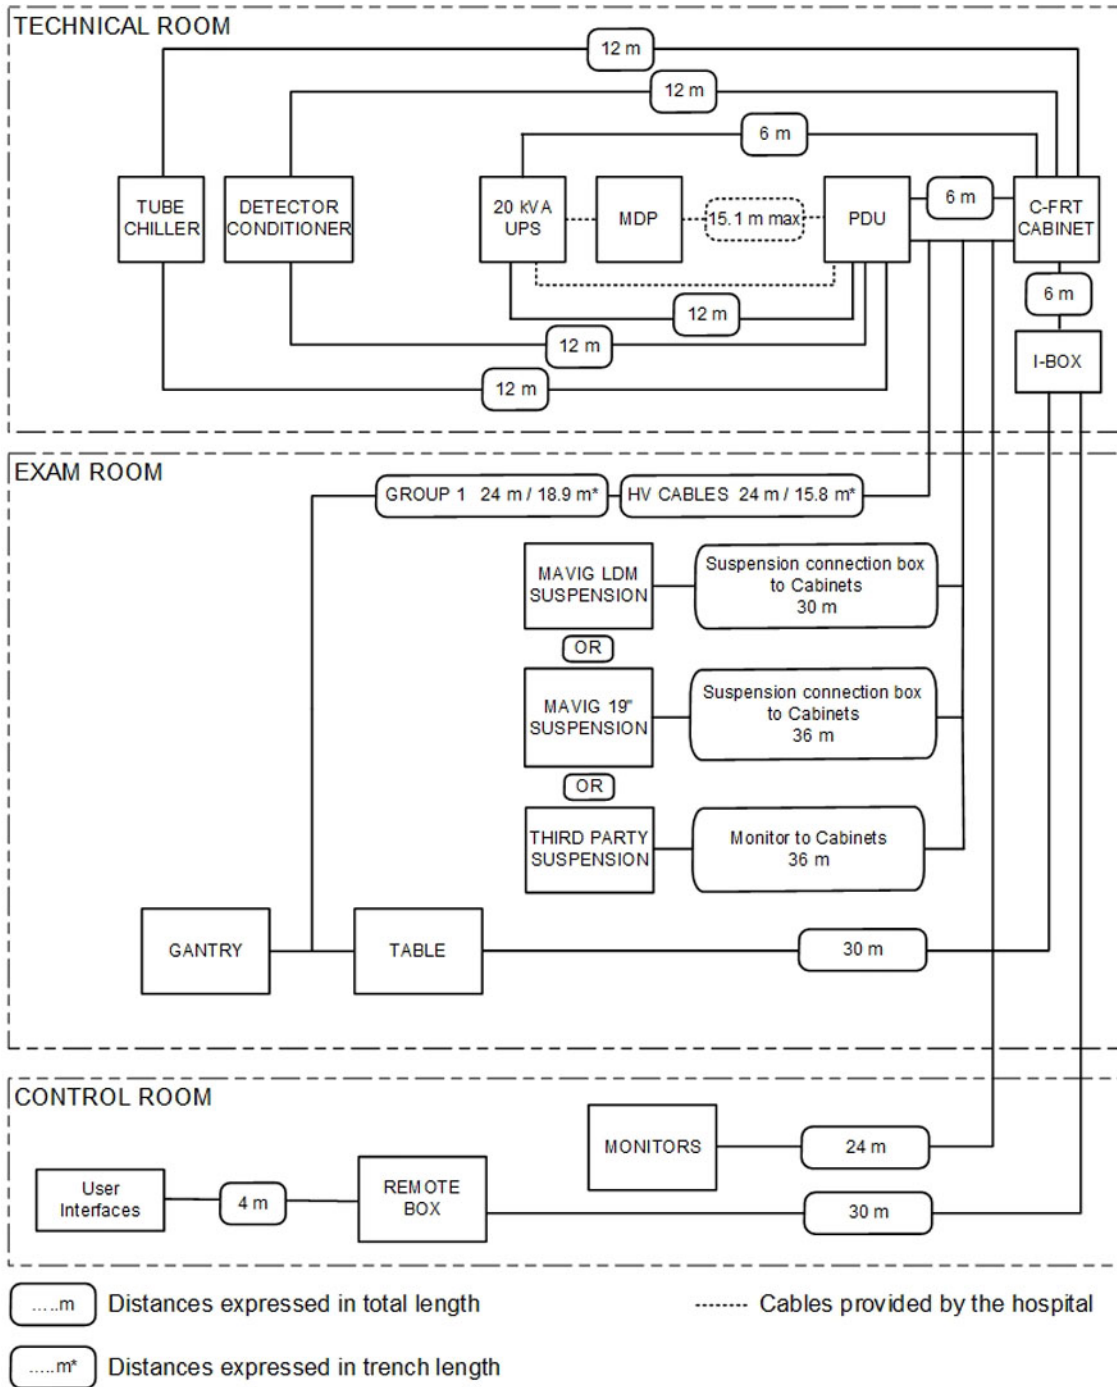 TECHNICAL ROOM
12 m
12 m
6 m
TUBE
CHILLER
DETECTOR
CONDITIONER
20 kVA
UPS
MDP
15.1 m max
PDU
6 m
C-FRT
CABINET
6 m
12 m
12 m
I-BOX
12 m
EXAM ROOM
GROUP 1 24 m / 18.9 m*
HV CABLES 24 m / 15.8 m*
MAVIG LDM
SUSPENSION
Suspension connection box
to Cabinets
30 m
OR
MAVIG 19"
SUSPENSION
Suspension connection box
to Cabinets
36 m
OR
THIRD PARTY
SUSPENSION
Monitor to Cabinets
36 m
GANTRY
TABLE
30 m
CONTROL ROOM
MONITORS
24 m
User
Interfaces
4 m
REMOTE
BOX
30 m
.....m Distances expressed in total length
Cables provided by the hospital
.....m* Distances expressed in trench length